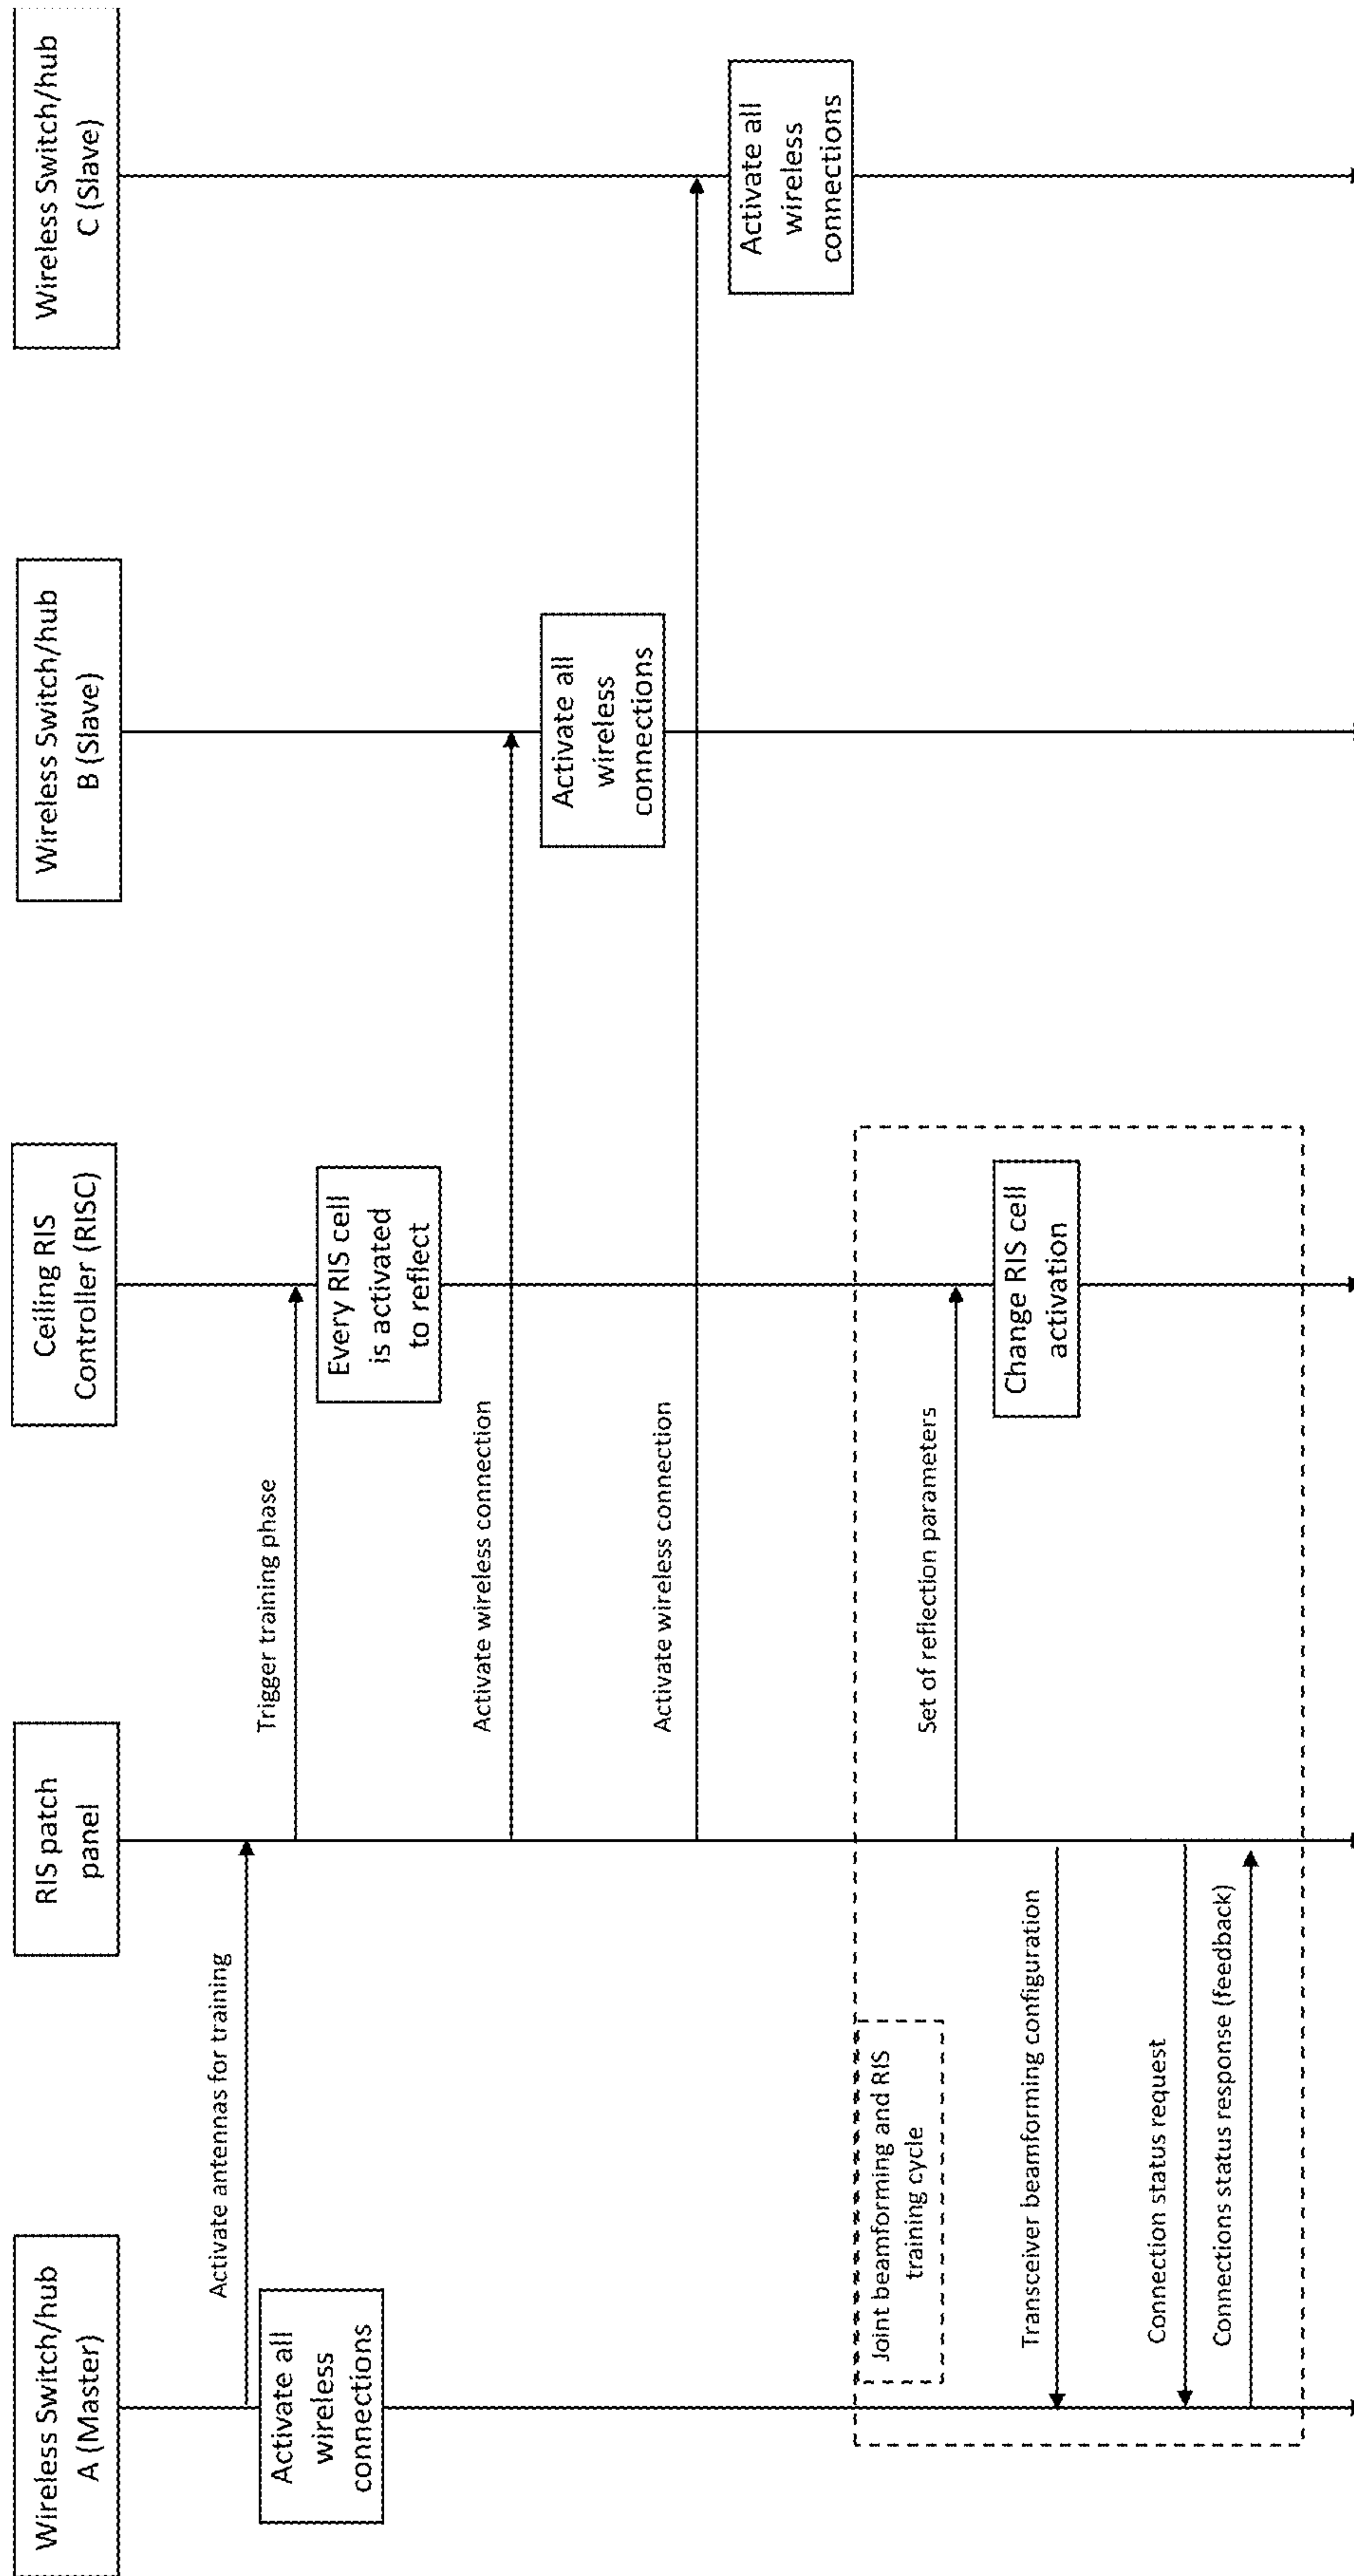 Wireless Switch/hub
A (Master)
RIS patch
panel
Ceiling RIS
Controller (RISC)
Wireless Switch/hub
B (Slave)
Wireless Switch/hub
C (Slave)
Activate antennas for training
Activate all
wireless
connections
Trigger training phase
Every RIS cell
is activated
to reflect
Activate wireless connection
Activate all
wireless
connections
Activate wireless connection
Activate all
wireless
connections
Joint beamforming and RIS
training cycle
Set of reflection parameters
Change RIS cell
activation
Transceiver beamforming configuration
Connection status request
Connections status response (feedback)